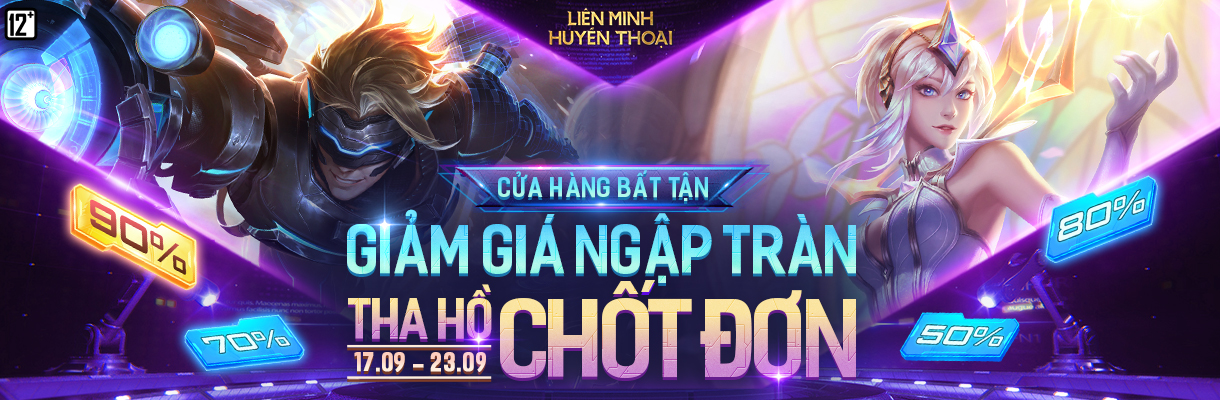 12+
LIÊN MINH
HUYỀN THOẠI
CỬA HÀNG BẤT TẬN
GIẢM GIÁ NGẬP TRÀN
THA HỒ CHỐT ĐƠN
17.09 - 23.09
90%
70%
80%
50%